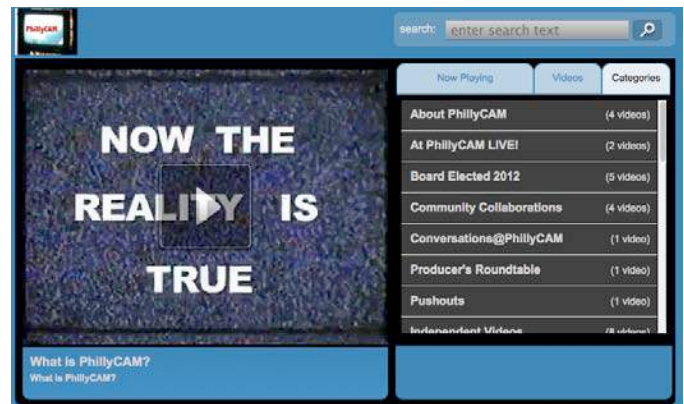 PhillyCAM
search: enter search text
Now Playing Videos Categories
NOW THE
REALITY IS
TRUE
About PhillyCAM (4 videos)
At PhillyCAM LIVE! (2 videos)
Board Elected 2012 (5 videos)
Community Collaborations (4 videos)
Conversations@PhillyCAM (1 video)
Producer's Roundtable (1 video)
Pushouts (1 video)
Independent Videos (8 videos)
What is PhillyCAM?
What is PhillyCAM?